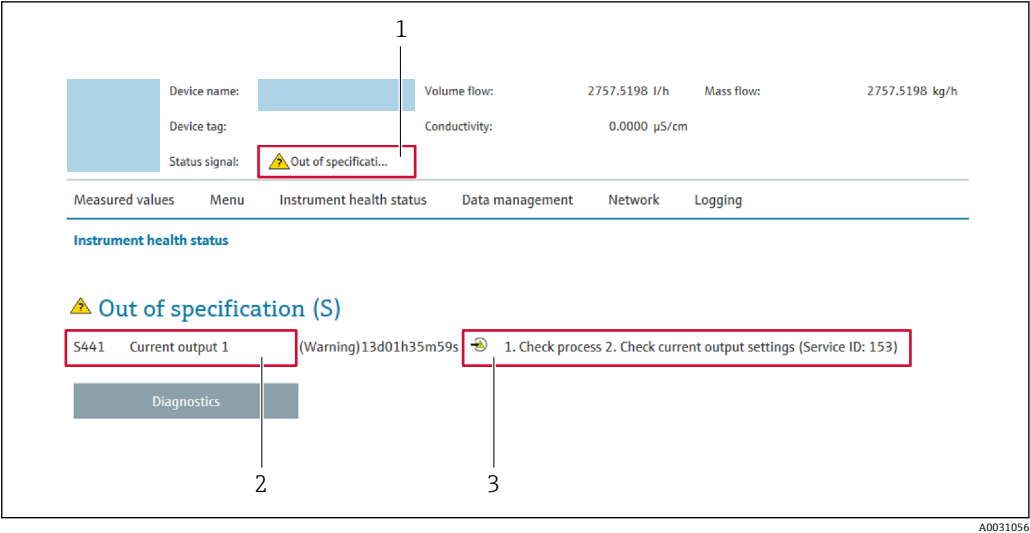 1
Device name: Volume flow: 2757.5198 l/h Mass flow: 2757.5198 kg/h
Device tag: Conductivity: 0.0000 µS/cm
Status signal: Out of specificati...
Measured values Menu Instrument health status Data management Network Logging
Instrument health status
Out of specification (S)
S441 Current output 1 (Warning)13d01h35m59s 1. Check process 2. Check current output settings (Service ID: 153)
Diagnostics
2 3
A0031056